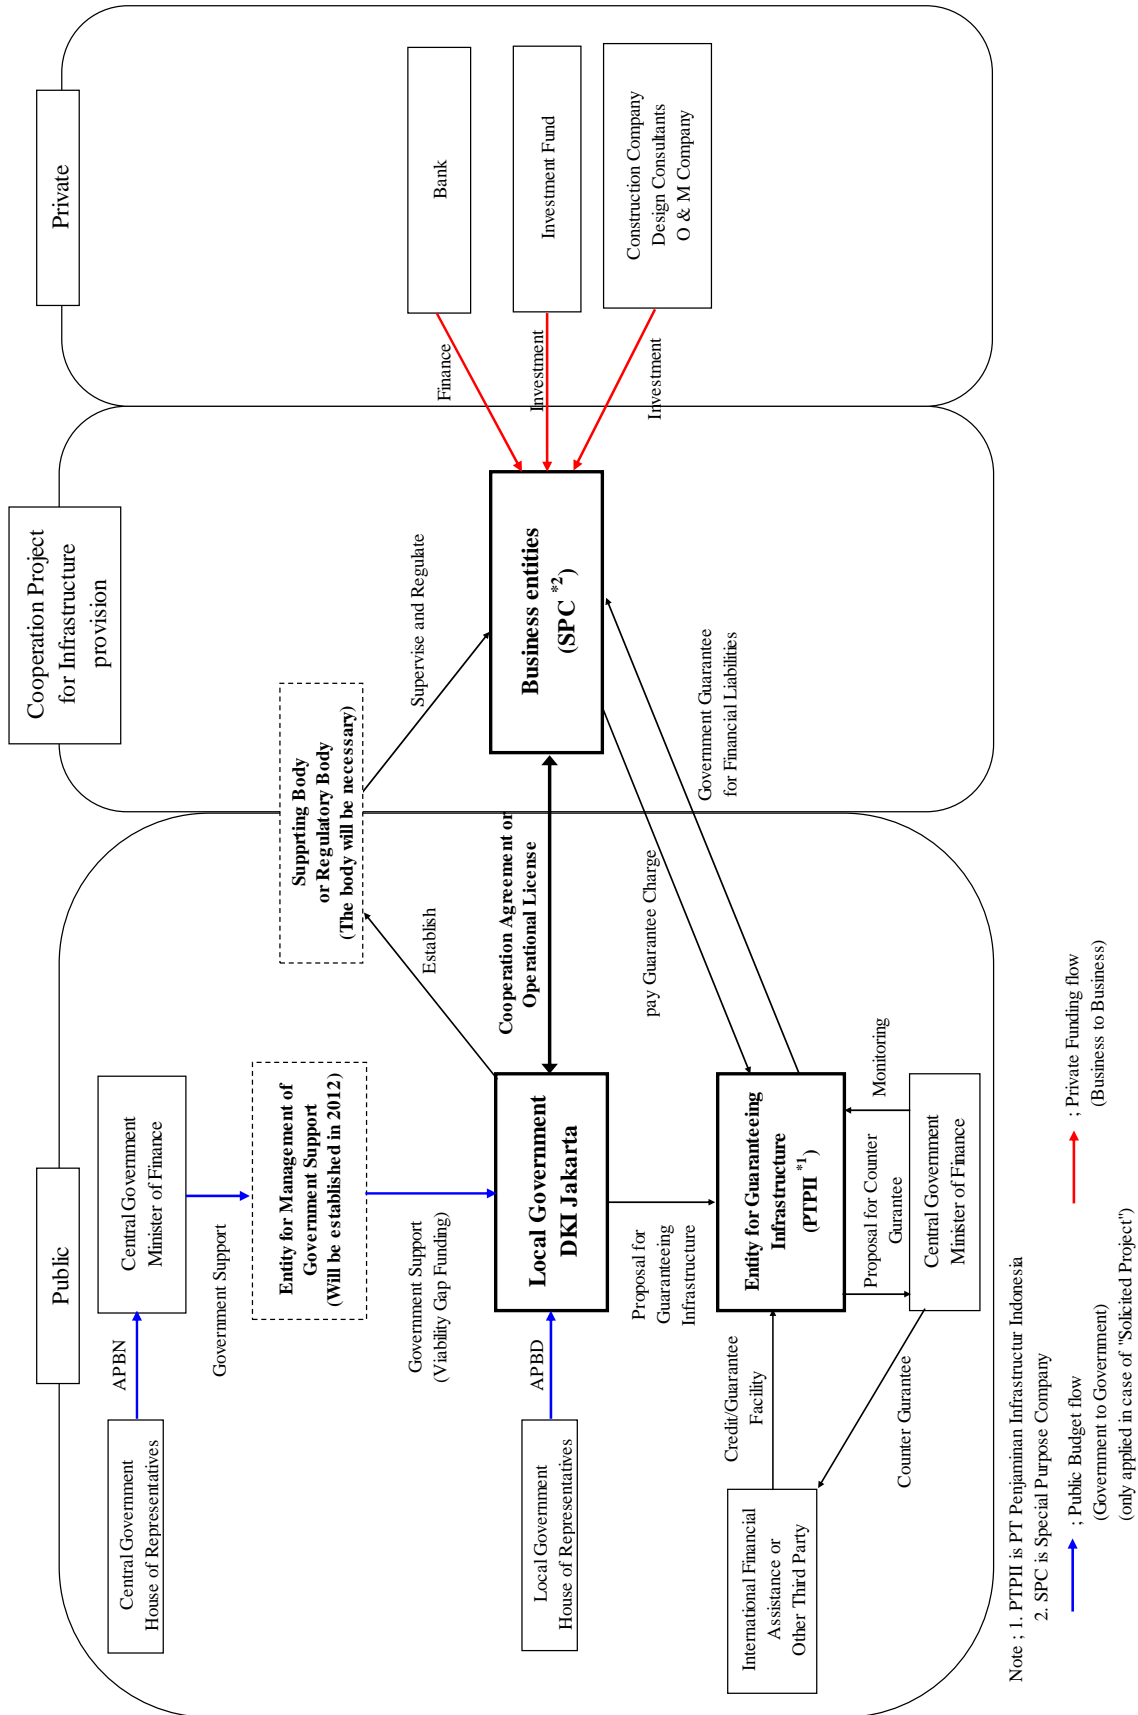 Public
Cooperation Project
for Infrastructure
provision
Private
Central Government
House of Representatives
APBN
Central Government
Minister of Finance
Government Support
Entity for Management of
Government Support
(Will be established in 2012)
Government Support
(Viability Gap Funding)
Supprting Body
or Regulatory Body
(The body will be necessary)
Establish
Supervise and Regulate
Local Government
House of Representatives
APBD
Local Government
DKI Jakarta
Cooperation Agreement or
Operational License
Business entities
(SPC *2)
Finance
Bank
Investment
Investment Fund
Investment
Construction Company
Design Consultants
O & M Company
Proposal for
Guaranteeing
Infrastructure
pay Guarantee Charge
Government Guarantee
for Financial Liabilities
International Financial
Assistance or
Other Third Party
Credit/Guarantee
Facility
Entity for Guaranteeing
Infrastructure
(PTPII *1)
Counter Gurantee
Proposal for Counter
Gurantee
Monitoring
Central Government
Minister of Finance
Note ; 1. PTPII is PT Penjaminan Infrastructur Indonesia
2. SPC is Special Purpose Company
; Public Budget flow
(Government to Government)
(only applied in case of "Solicited Project")
; Private Funding flow
(Business to Business)